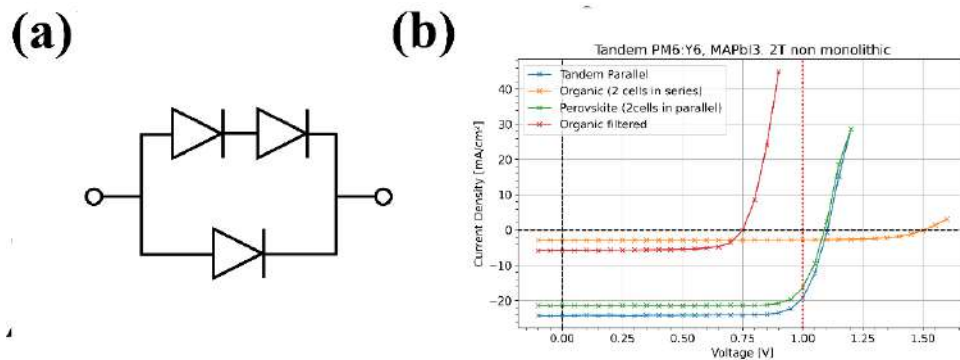 (a)
(b)
Tandem PM6:Y6, MAPbI3. 2T non monolithic
Tandem Parallel
Organic (2 cells in series)
Perovskite (2cells in parallel)
Organic filtered
Current Density [mA/cm²]
40
30
20
10
0
−10
−20
0.00
0.25
0.50
0.75
1.00
1.25
1.50
Voltage [V]